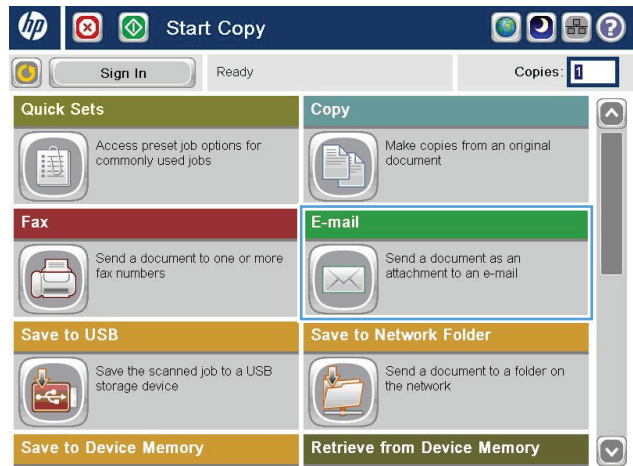 hp
Start Copy
?
Sign In
Ready
Copies: 1
Quick Sets
Access preset job options for
commonly used jobs
Copy
Make copies from an original
document
Fax
Send a document to one or more
fax numbers
E-mail
Send a document as an
attachment to an e-mail
Save to USB
Save the scanned job to a USB
storage device
Save to Network Folder
Send a document to a folder on
the network
Save to Device Memory
Retrieve from Device Memory